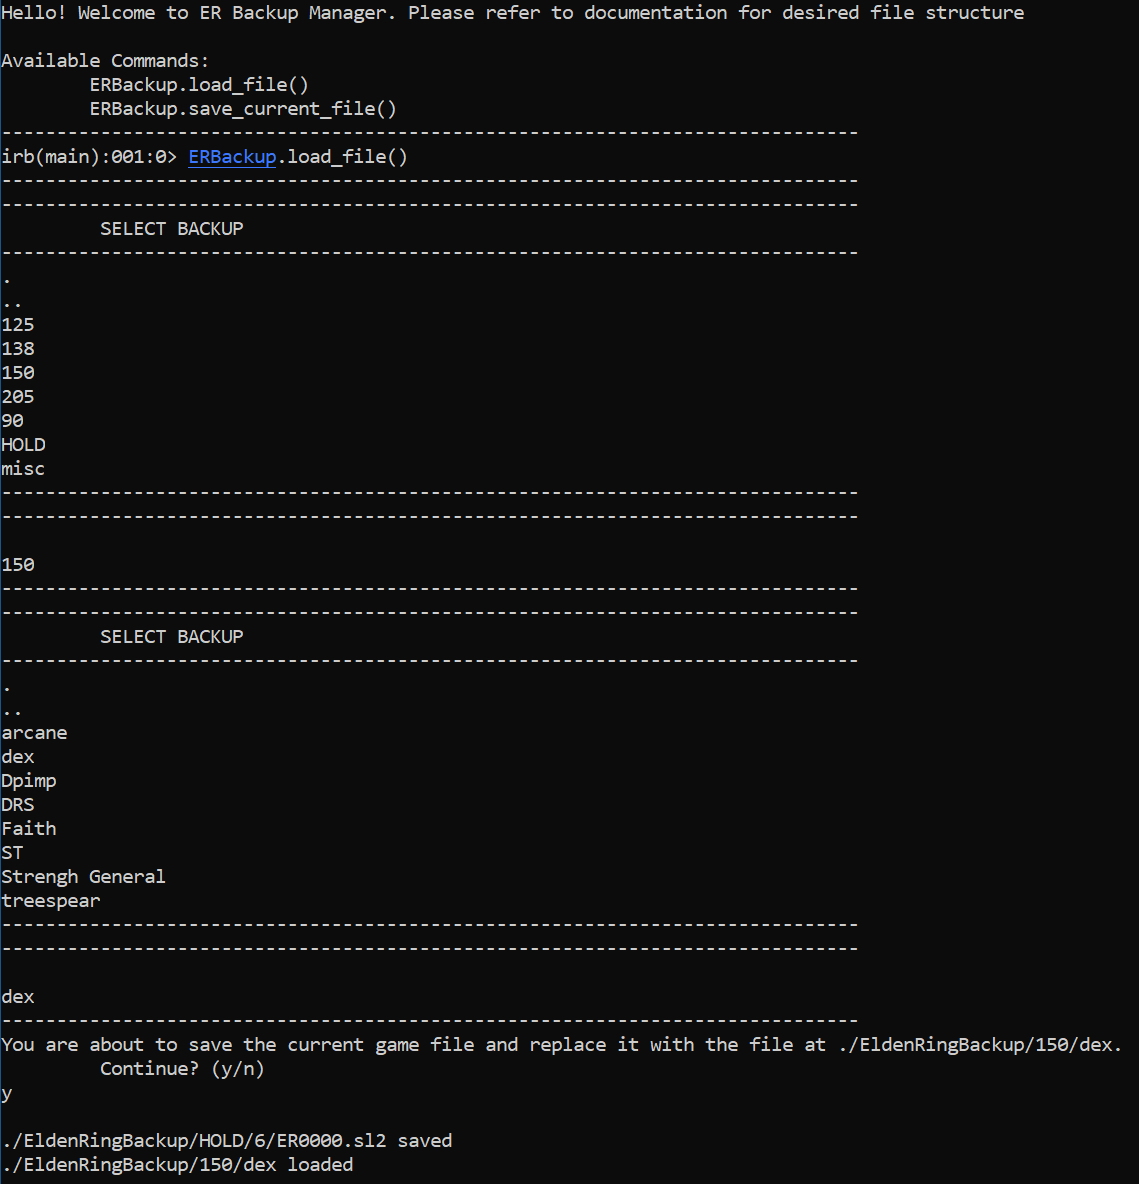 Hello! Welcome to ER Backup Manager. Please refer to documentation for desired file structure
Available Commands:
ERBackup.load_file()
ERBackup.save_current_file()
------------------------------------------------------------------------------
irb(main):001:0> ERBackup.load_file()
------------------------------------------------------------------------------
------------------------------------------------------------------------------
SELECT BACKUP
------------------------------------------------------------------------------
.
..
125
138
150
205
90
HOLD
misc
------------------------------------------------------------------------------
------------------------------------------------------------------------------
150
------------------------------------------------------------------------------
------------------------------------------------------------------------------
SELECT BACKUP
------------------------------------------------------------------------------
.
..
arcane
dex
Dpimp
DRS
Faith
ST
Strengh General
treespear
------------------------------------------------------------------------------
------------------------------------------------------------------------------
dex
------------------------------------------------------------------------------
You are about to save the current game file and replace it with the file at ./EldenRingBackup/150/dex.
Continue? (y/n)
y
./EldenRingBackup/HOLD/6/ER0000.sl2 saved
./EldenRingBackup/150/dex loaded